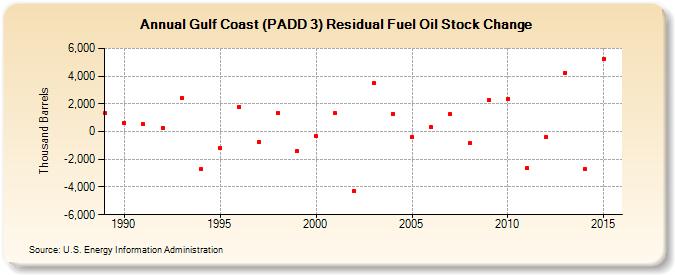 Annual Gulf Coast (PADD 3) Residual Fuel Oil Stock Change
Thousand Barrels
6,000
4,000
2,000
0
-2,000
-4,000
-6,000
1990 1995 2000 2005 2010 2015
Source: U.S. Energy Information Administration